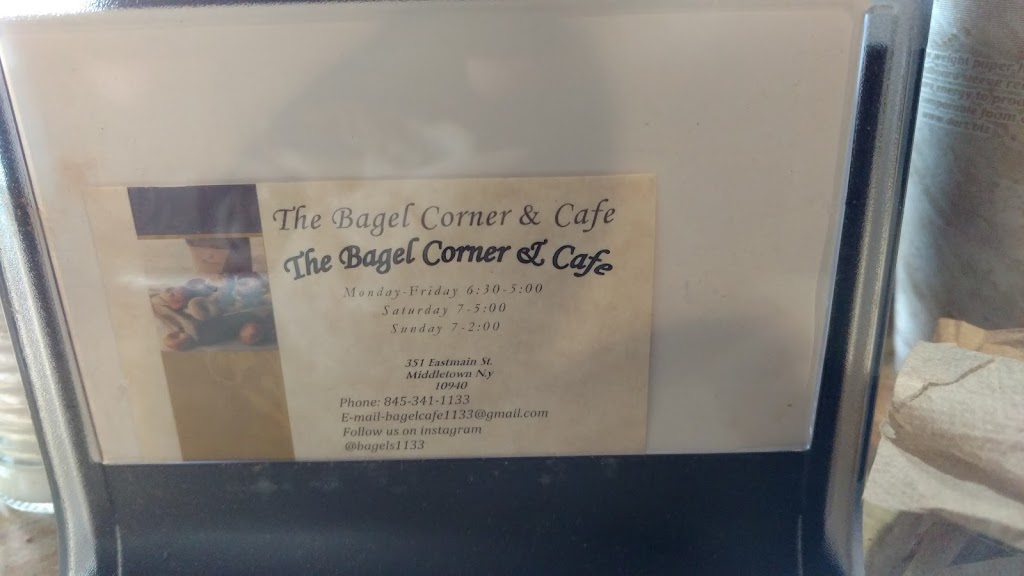 The Bagel Corner & Cafe
The Bagel Corner & Cafe
Monday-Friday 6:30-5:00
Saturday 7-5:00
Sunday 7-2:00
351 Eastmain St.
Middletown N.y
10940
Phone: 845-341-1133
E-mail-bagelcafe1133@gmail.com
Follow us on instagram
@bagels1133